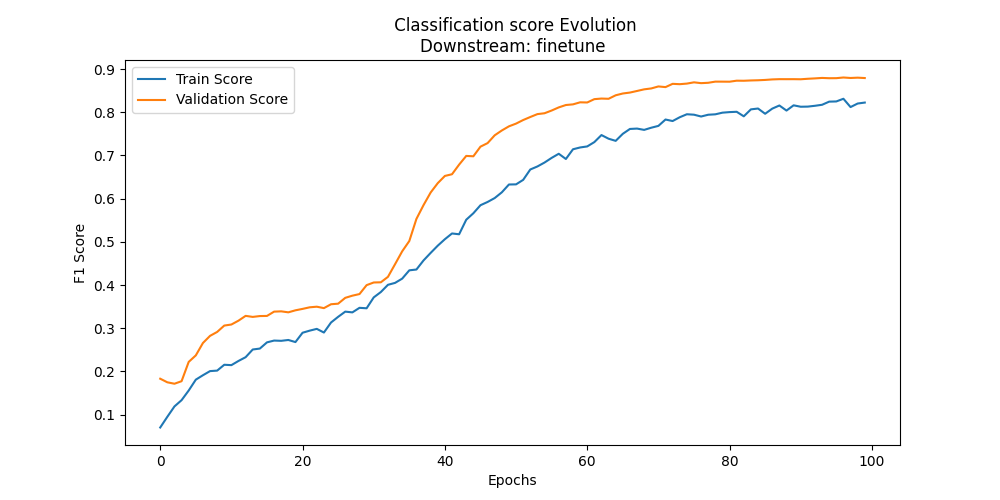 Classification score Evolution
Downstream: finetune
Train Score
Validation Score
F1 Score
0.9
0.8
0.7
0.6
0.5
0.4
0.3
0.2
0.1
0 20 40 60 80 100
Epochs